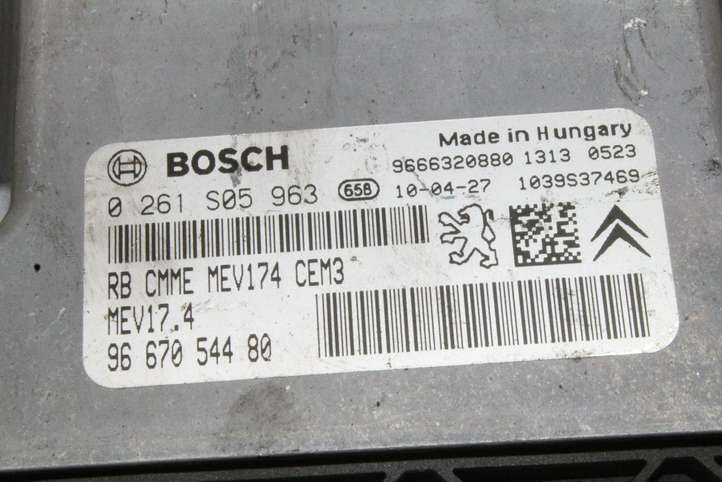 BOSCH
Made in Hungary
9666320880 1313 0523
0 261 S05 963 658 10-04-27 1039S37469
RB CMME MEV174 CEM3
MEV17.4
96 670 544 80